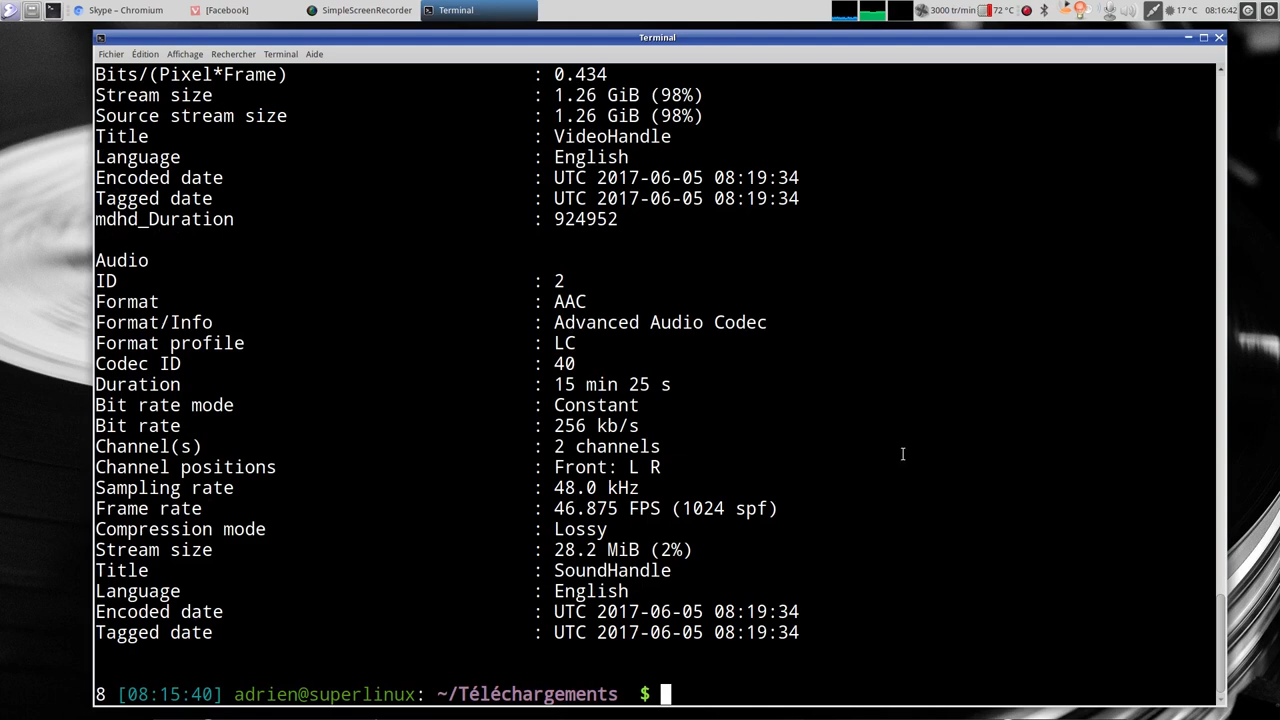 Skype – Chromium [Facebook] SimpleScreenRecorder Terminal 3000 tr/min 72 °C 17 °C 08:16:42
Terminal
Fichier Édition Affichage Rechercher Terminal Aide
Bits/(Pixel*Frame) : 0.434
Stream size : 1.26 GiB (98%)
Source stream size : 1.26 GiB (98%)
Title : VideoHandle
Language : English
Encoded date : UTC 2017-06-05 08:19:34
Tagged date : UTC 2017-06-05 08:19:34
mdhd_Duration : 924952
Audio
ID : 2
Format : AAC
Format/Info : Advanced Audio Codec
Format profile : LC
Codec ID : 40
Duration : 15 min 25 s
Bit rate mode : Constant
Bit rate : 256 kb/s
Channel(s) : 2 channels
Channel positions : Front: L R
Sampling rate : 48.0 kHz
Frame rate : 46.875 FPS (1024 spf)
Compression mode : Lossy
Stream size : 28.2 MiB (2%)
Title : SoundHandle
Language : English
Encoded date : UTC 2017-06-05 08:19:34
Tagged date : UTC 2017-06-05 08:19:34
8 [08:15:40] adrien@superlinux: ~/Téléchargements $